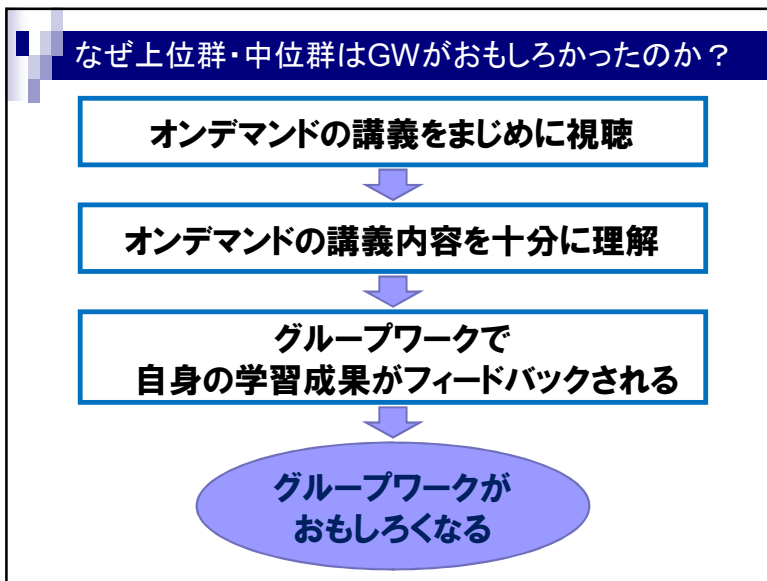 なぜ上位群・中位群はGWがおもしろかったのか？
オンデマンドの講義をまじめに視聴
オンデマンドの講義内容を十分に理解
グループワークで
自身の学習成果がフィードバックされる
グループワークが
おもしろくなる